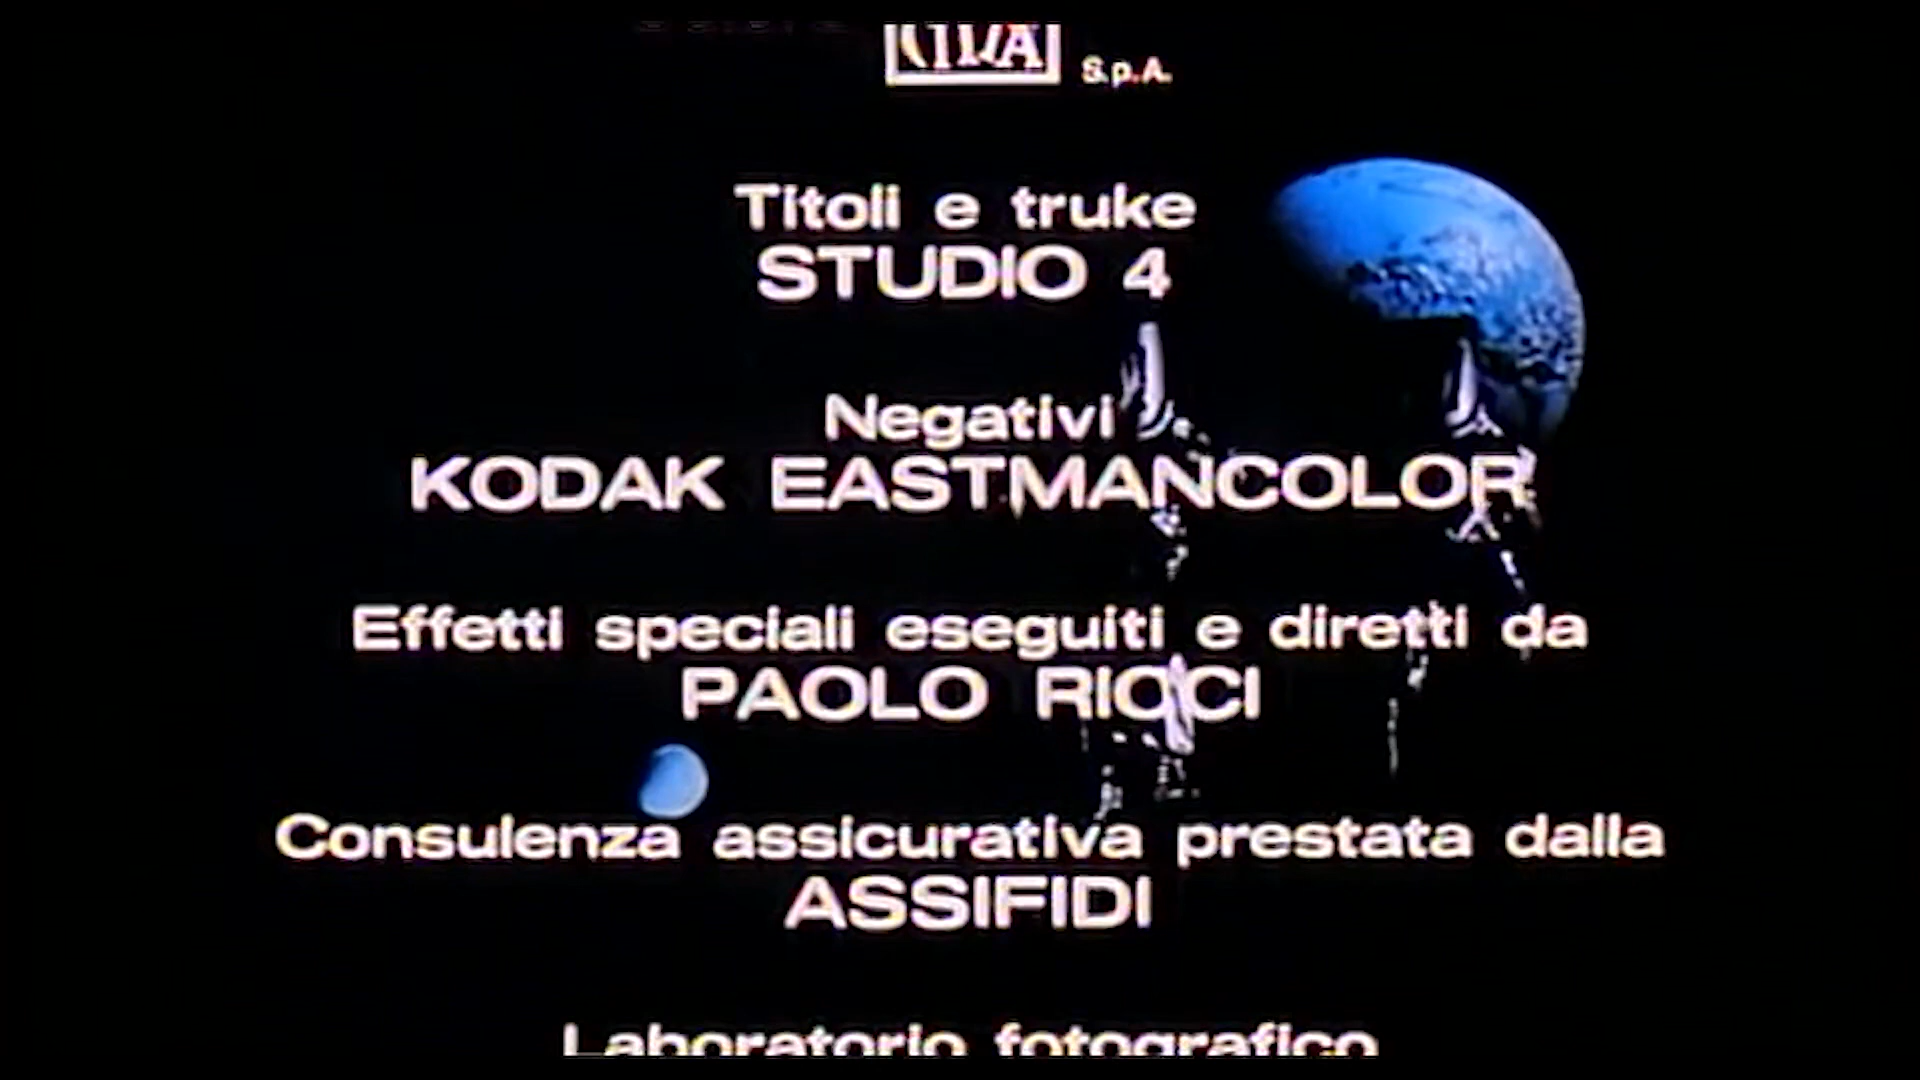 S.p.A.
Titoli e truke
STUDIO 4
Negativi
KODAK EASTMANCOLOR
Effetti speciali eseguiti e diretti da
PAOLO RICCI
Consulenza assicurativa prestata dalla
ASSIFIDI
Laboratorio fotografico